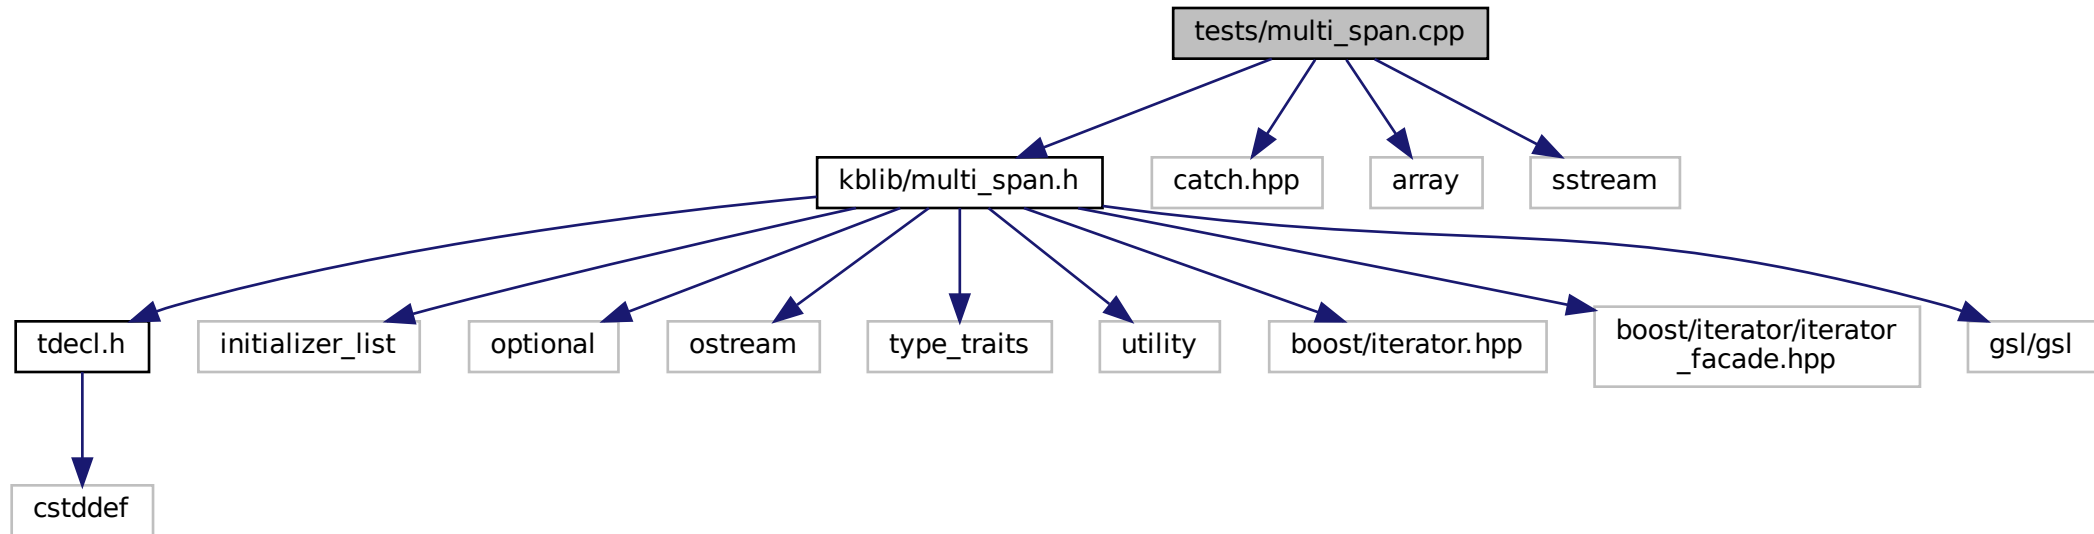 tests/multi_span.cpp
kblib/multi_span.h
catch.hpp
array
sstream
tdecl.h
initializer_list
optional
ostream
type_traits
utility
boost/iterator.hpp
boost/iterator/iterator
_facade.hpp
gsl/gsl
cstddef